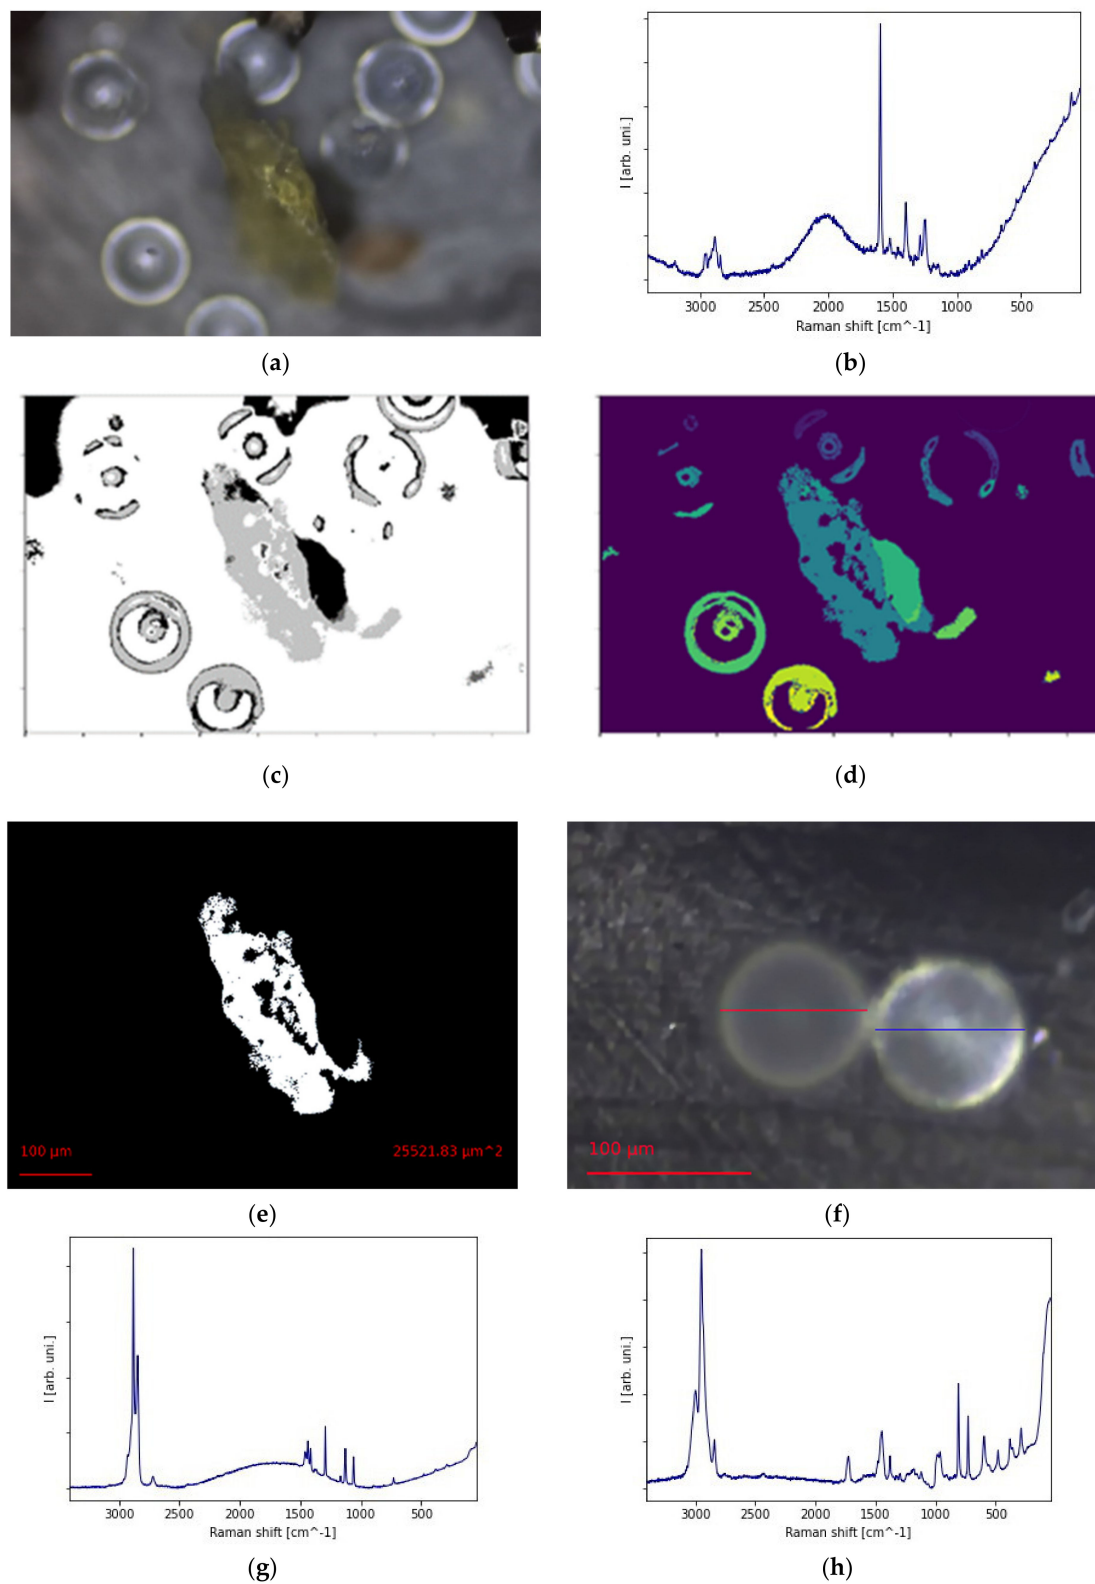 I [arb. uni.]
3000 2500 2000 1500 1000 500
Raman shift [cm^-1]
(a)
(b)
(c)
(d)
100 μm
25521.83 μm^2
100 μm
(e)
(f)
I [arb. uni.]
3000 2500 2000 1500 1000 500
Raman shift [cm^-1]
I [arb. uni.]
3000 2500 2000 1500 1000 500
Raman shift [cm^-1]
(g)
(h)